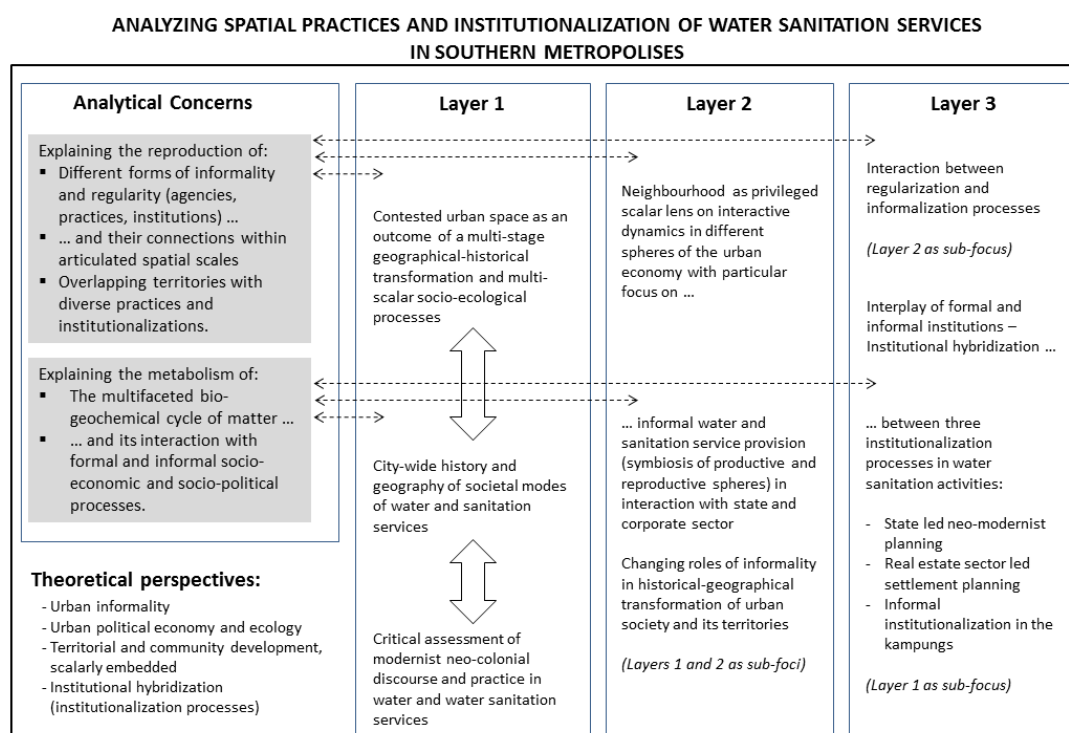 ANALYZING SPATIAL PRACTICES AND INSTITUTIONALIZATION OF WATER SANITATION SERVICES
IN SOUTHERN METROPOLISES
Analytical Concerns
Explaining the reproduction of:
▪ Different forms of informality
and regularity (agencies,
practices, institutions) …
▪ … and their connections within
articulated spatial scales
▪ Overlapping territories with
diverse practices and
institutionalizations.
Explaining the metabolism of:
▪ The multifaceted bio-
geochemical cycle of matter …
▪ … and its interaction with
formal and informal socio-
economic and socio-political
processes.
Theoretical perspectives:
- Urban informality
- Urban political economy and ecology
- Territorial and community development,
scalarly embedded
- Institutional hybridization
(institutionalization processes)
Layer 1
Contested urban space as an
outcome of a multi-stage
geographical-historical
transformation and multi-
scalar socio-ecological
processes
City-wide history and
geography of societal modes
of water and sanitation
services
Critical assessment of
modernist neo-colonial
discourse and practice in
water and water sanitation
services
Layer 2
Neighbourhood as privileged
scalar lens on interactive
dynamics in different
spheres of the urban
economy with particular
focus on …
… informal water and
sanitation service provision
(symbiosis of productive and
reproductive spheres) in
interaction with state and
corporate sector
Changing roles of informality
in historical-geographical
transformation of urban
society and its territories
(Layers 1 and 2 as sub-foci)
Layer 3
Interaction between
regularization and
informalization processes
(Layer 2 as sub-focus)
Interplay of formal and
informal institutions –
Institutional hybridization …
… between three
institutionalization
processes in water
sanitation activities:
- State led neo-modernist
planning
- Real estate sector led
settlement planning
- Informal
institutionalization in the
kampungs
(Layer 1 as sub-focus)